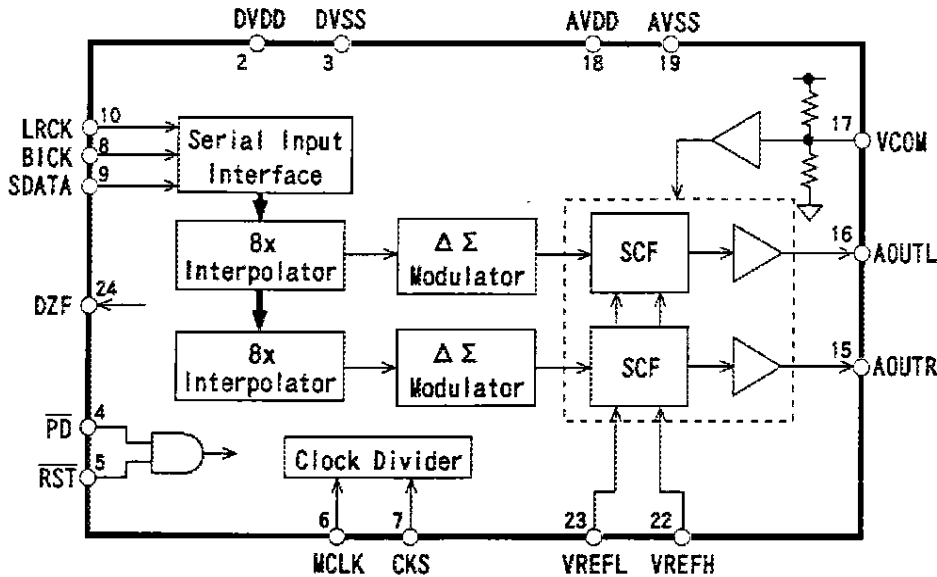 DVDD DVSS AVDD AVSS
2 3 18 19
LRCK 10
BICK 8
SDATA 9
Serial Input
Interface
17 VCOM
8x
Interpolator
ΔΣ
Modulator
SCF
16 AOUTL
DZF 24
8x
Interpolator
ΔΣ
Modulator
SCF
15 AOUTR
P̅D̅ 4
R̅S̅T̅ 5
Clock Divider
6 7 23 22
MCLK CKS VREFL VREFH